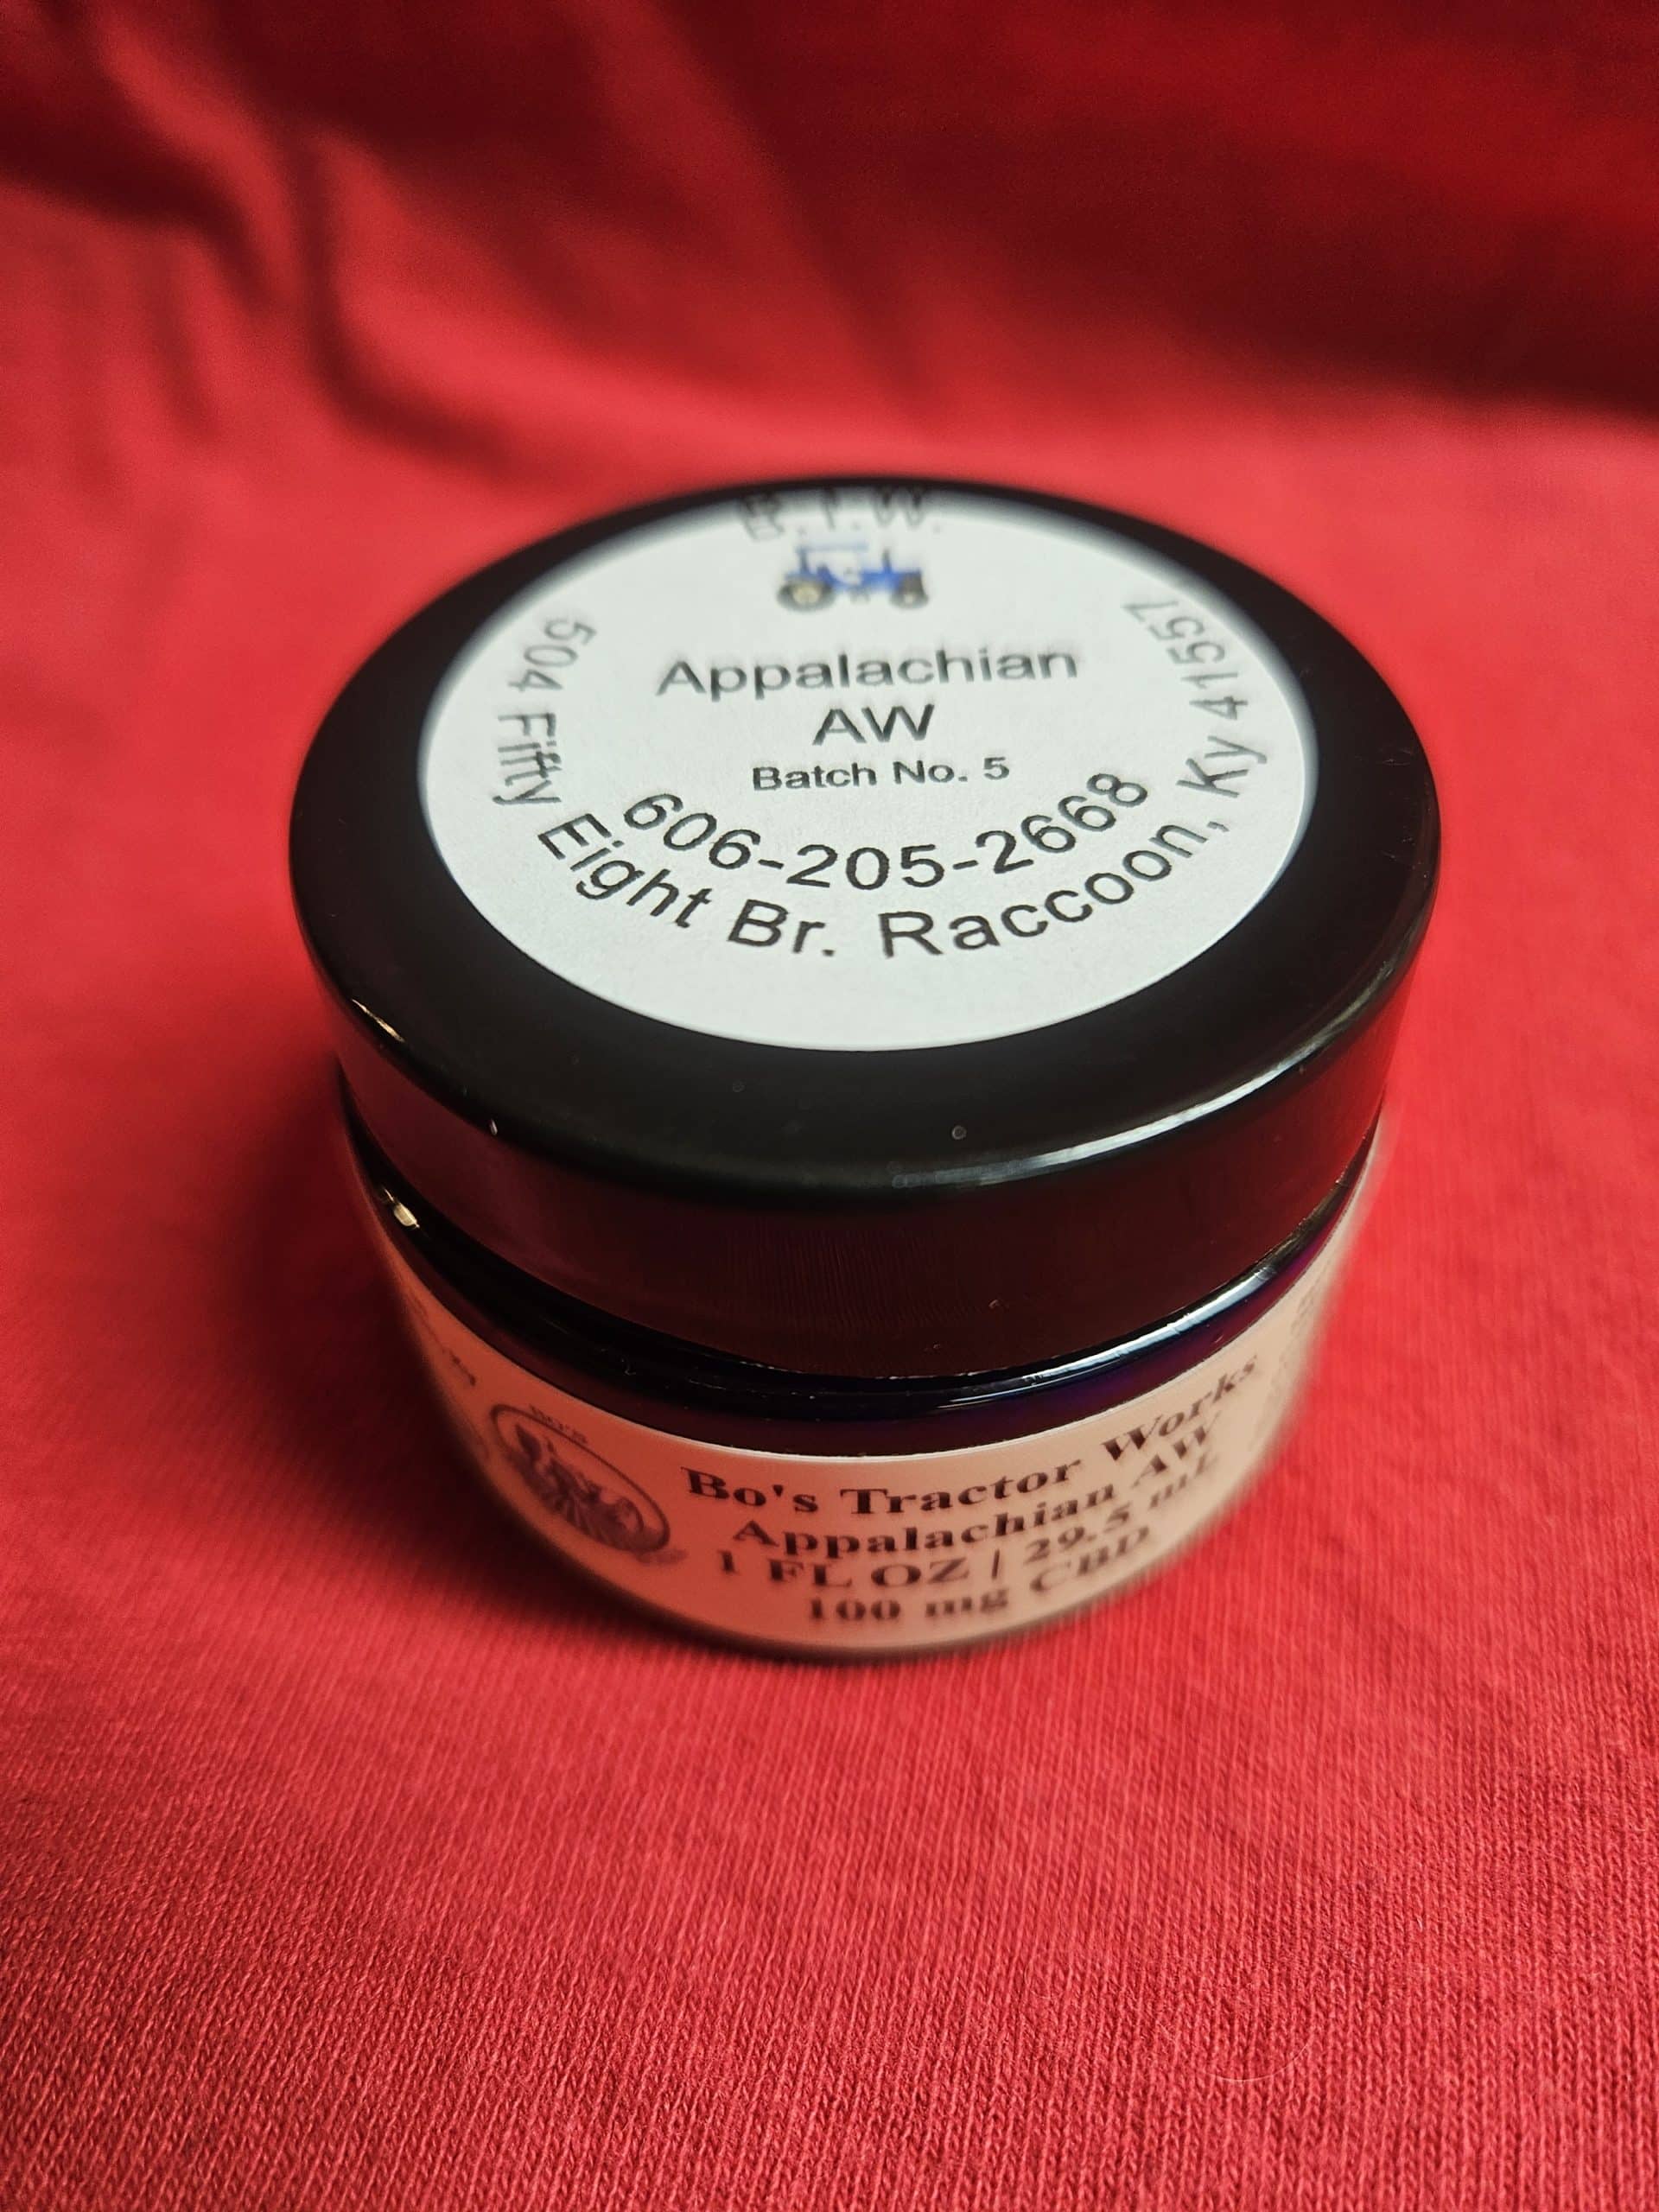 B.T.W.
Appalachian
AW
Batch No. 5
606-205-2668
504 Fifty Eight Br. Raccoon, Ky 41557
BO'S
Bo's Tractor Works
Appalachian AW
1 FL OZ | 29.5 mL
100 mg CBD